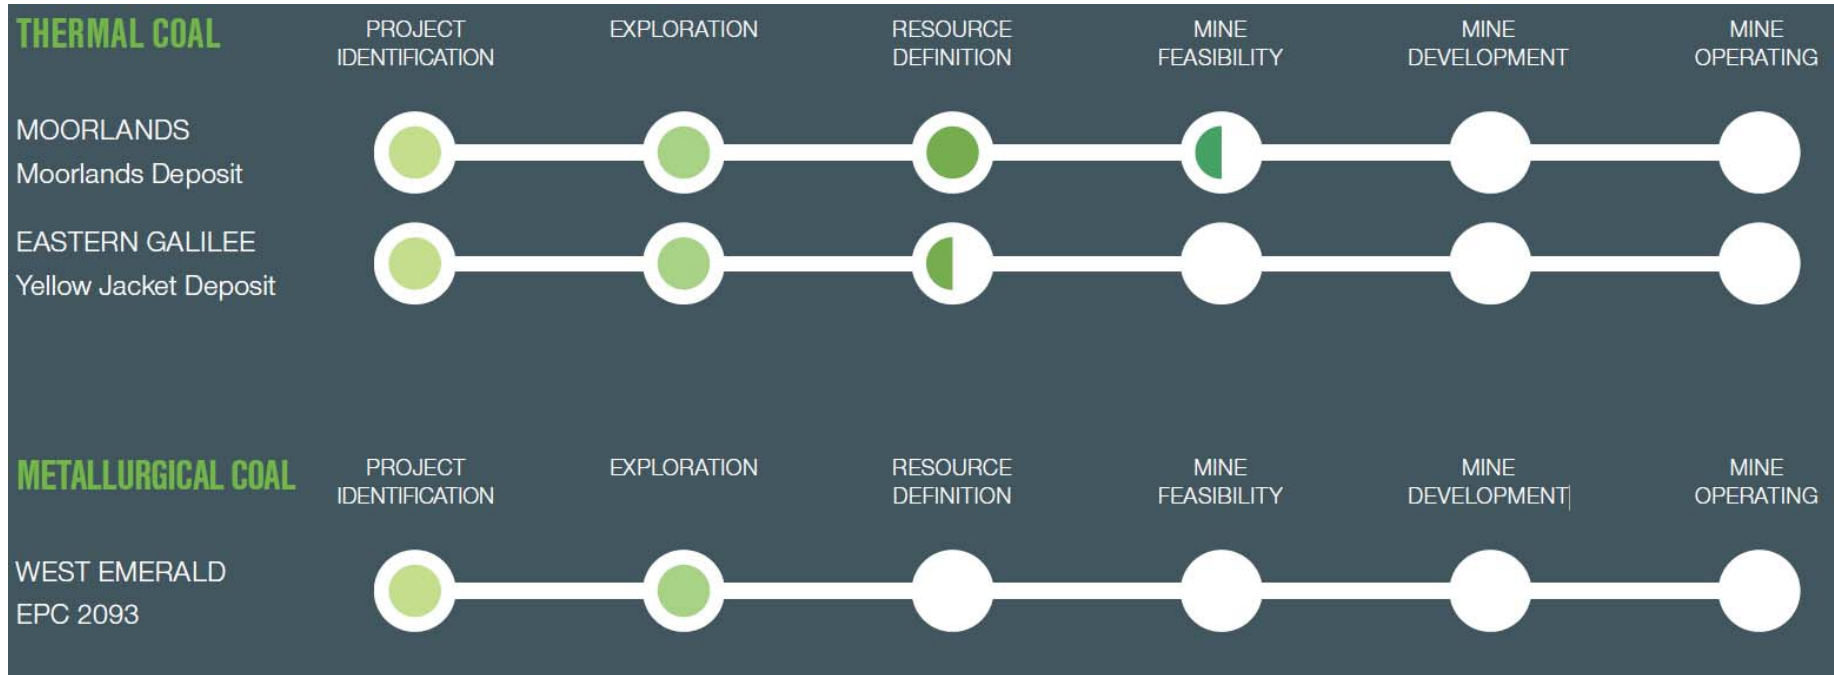 THERMAL COAL
PROJECT IDENTIFICATION
EXPLORATION
RESOURCE DEFINITION
MINE FEASIBILITY
MINE DEVELOPMENT
MINE OPERATING
MOORLANDS
Moorlands Deposit
EASTERN GALILEE
Yellow Jacket Deposit
METALLURGICAL COAL
PROJECT IDENTIFICATION
EXPLORATION
RESOURCE DEFINITION
MINE FEASIBILITY
MINE DEVELOPMENT
MINE OPERATING
WEST EMERALD
EPC 2093